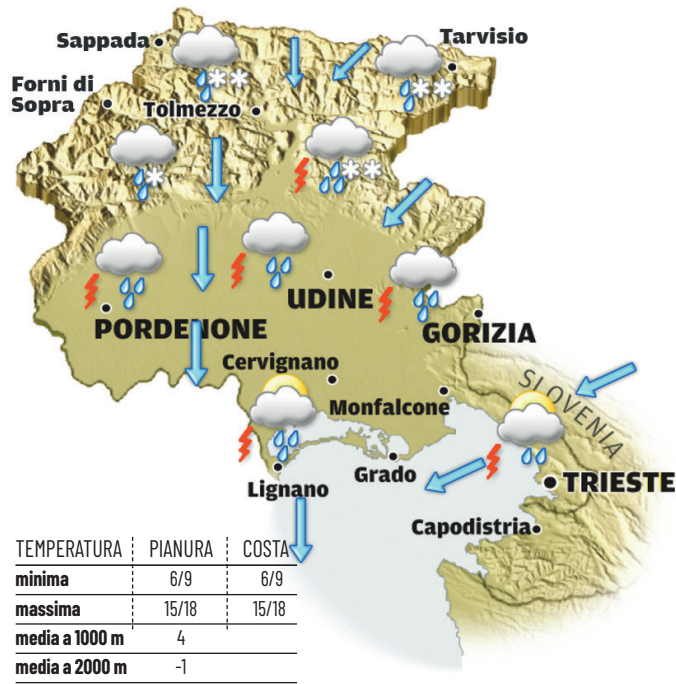 Sappada
Tarvisio
Forni di
Sopra
Tolmezzo
UDINE
PORDENONE
GORIZIA
Cervignano
SLOVENIA
Monfalcone
Grado
TRIESTE
Lignano
Capodistria
TEMPERATURA PIANURA COSTA
minima 6/9 6/9
massima 15/18 15/18
media a 1000 m 4
media a 2000 m -1